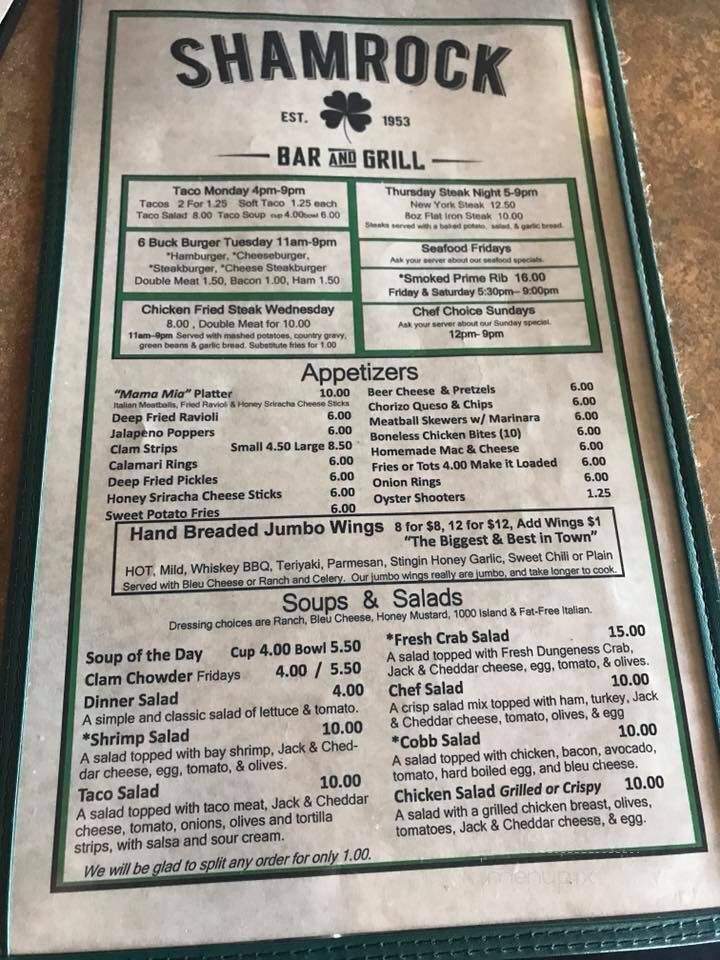 SHAMROCK
EST. 1953
BAR AND GRILL
Taco Monday 4pm-9pm
Tacos 2 For 1.25 Soft Taco 1.25 each
Taco Salad 8.00 Taco Soup cup 4.00 bowl 6.00
6 Buck Burger Tuesday 11am-9pm
*Hamburger, *Cheeseburger,
*Steakburger, *Cheese Steakburger
Double Meat 1.50, Bacon 1.00, Ham 1.50
Chicken Fried Steak Wednesday
8.00 , Double Meat for 10.00
11am-9pm Served with mashed potatoes, country gravy,
green beans & garlic bread. Substitute fries for 1.00
Thursday Steak Night 5-9pm
New York Steak 12.50
8oz Flat Iron Steak 10.00
Steaks served with a baked potato, salad, & garlic bread.
Seafood Fridays
Ask your server about our seafood specials.
*Smoked Prime Rib 16.00
Friday & Saturday 5:30pm- 9:00pm
Chef Choice Sundays
Ask your server about our Sunday special.
12pm- 9pm
Appetizers
"Mama Mia" Platter 10.00
Italian Meatballs, Fried Ravioli & Honey Sriracha Cheese Sticks
Deep Fried Ravioli 6.00
Jalapeno Poppers 6.00
Clam Strips Small 4.50 Large 8.50
Calamari Rings 6.00
Deep Fried Pickles 6.00
Honey Sriracha Cheese Sticks 6.00
Sweet Potato Fries 6.00
Beer Cheese & Pretzels 6.00
Chorizo Queso & Chips 6.00
Meatball Skewers w/ Marinara 6.00
Boneless Chicken Bites (10) 6.00
Homemade Mac & Cheese 6.00
Fries or Tots 4.00 Make it Loaded 6.00
Onion Rings 6.00
Oyster Shooters 1.25
Hand Breaded Jumbo Wings 8 for $8, 12 for $12, Add Wings $1
"The Biggest & Best in Town"
HOT, Mild, Whiskey BBQ, Teriyaki, Parmesan, Stingin Honey Garlic, Sweet Chili or Plain
Served with Bleu Cheese or Ranch and Celery. Our jumbo wings really are jumbo, and take longer to cook.
Soups & Salads
Dressing choices are Ranch, Bleu Cheese, Honey Mustard, 1000 Island & Fat-Free Italian.
Soup of the Day Cup 4.00 Bowl 5.50
Clam Chowder Fridays 4.00 / 5.50
Dinner Salad 4.00
A simple and classic salad of lettuce & tomato.
*Shrimp Salad 10.00
A salad topped with bay shrimp, Jack & Ched-
dar cheese, egg, tomato, & olives.
Taco Salad 10.00
A salad topped with taco meat, Jack & Cheddar
cheese, tomato, onions, olives and tortilla
strips, with salsa and sour cream.
*Fresh Crab Salad 15.00
A salad topped with Fresh Dungeness Crab,
Jack & Cheddar cheese, egg, tomato, & olives.
Chef Salad 10.00
A crisp salad mix topped with ham, turkey, Jack
& Cheddar cheese, tomato, olives, & egg
*Cobb Salad 10.00
A salad topped with chicken, bacon, avocado,
tomato, hard boiled egg, and bleu cheese.
Chicken Salad Grilled or Crispy 10.00
A salad with a grilled chicken breast, olives,
tomatoes, Jack & Cheddar cheese, & egg.
We will be glad to split any order for only 1.00.
menupix